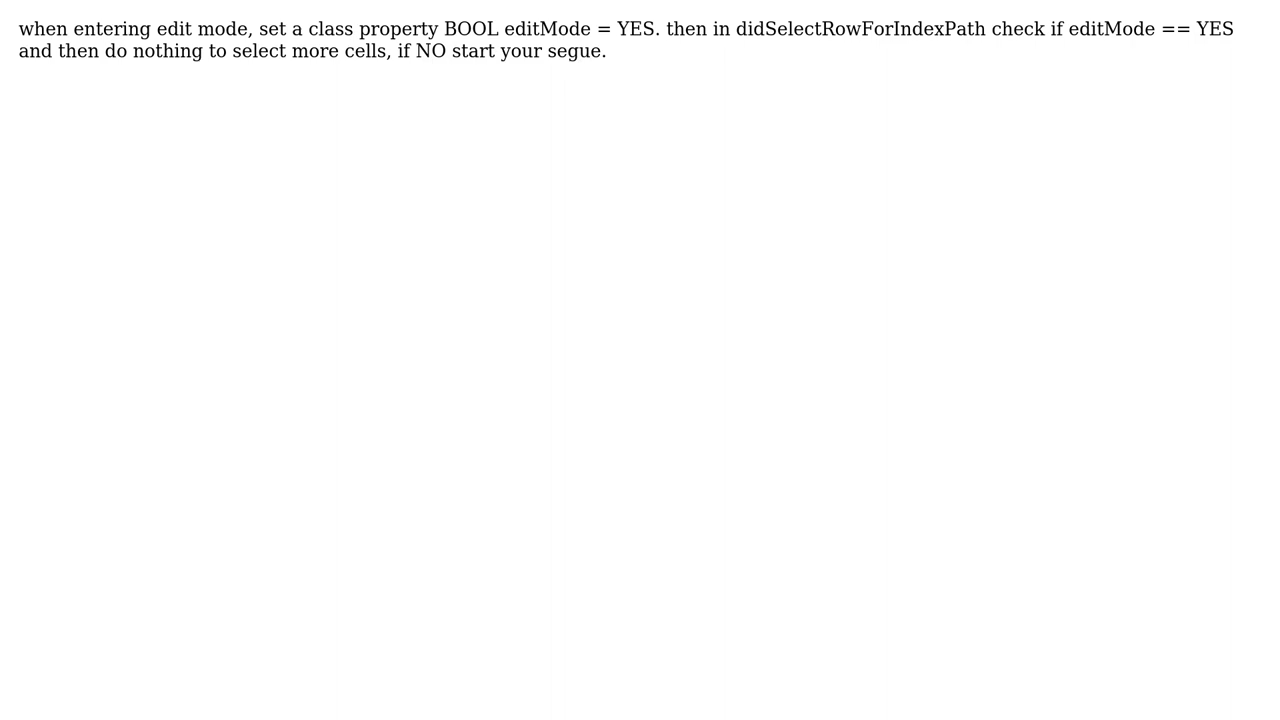 when entering edit mode, set a class property BOOL editMode = YES. then in didSelectRowForIndexPath check if editMode == YES
and then do nothing to select more cells, if NO start your segue.